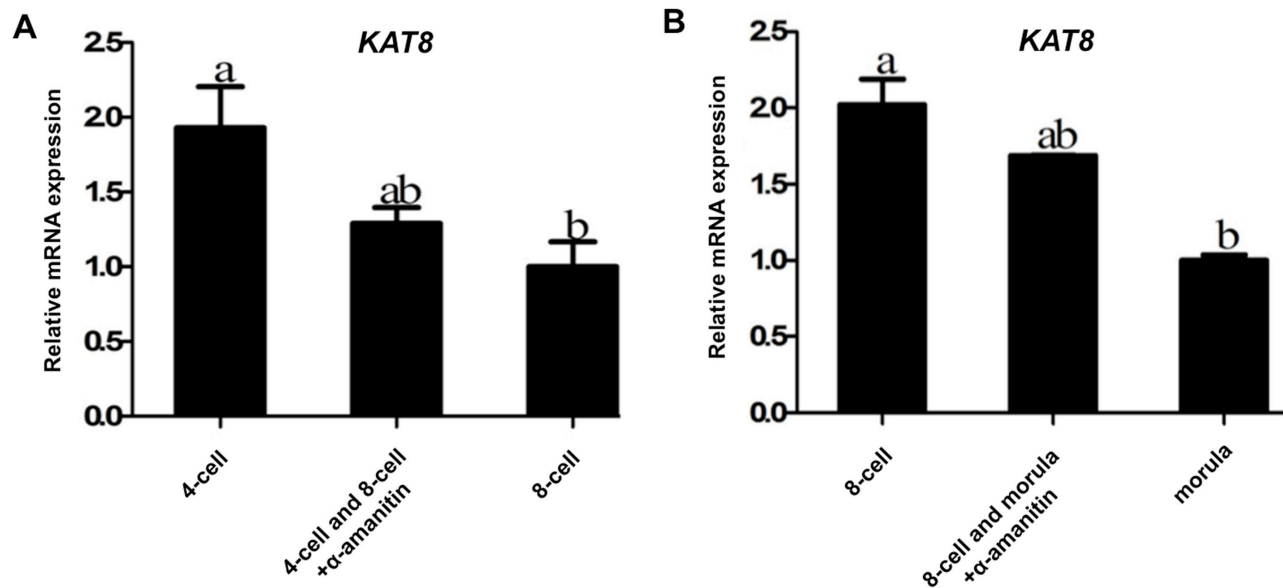 A
KAT8
Relative mRNA expression
2.5
2.0
1.5
1.0
0.5
0.0
a
ab
b
4-cell
4-cell and 8-cell
+α-amanitin
8-cell
B
KAT8
Relative mRNA expression
2.5
2.0
1.5
1.0
0.5
0.0
a
ab
b
8-cell
8-cell and morula
+α-amanitin
morula